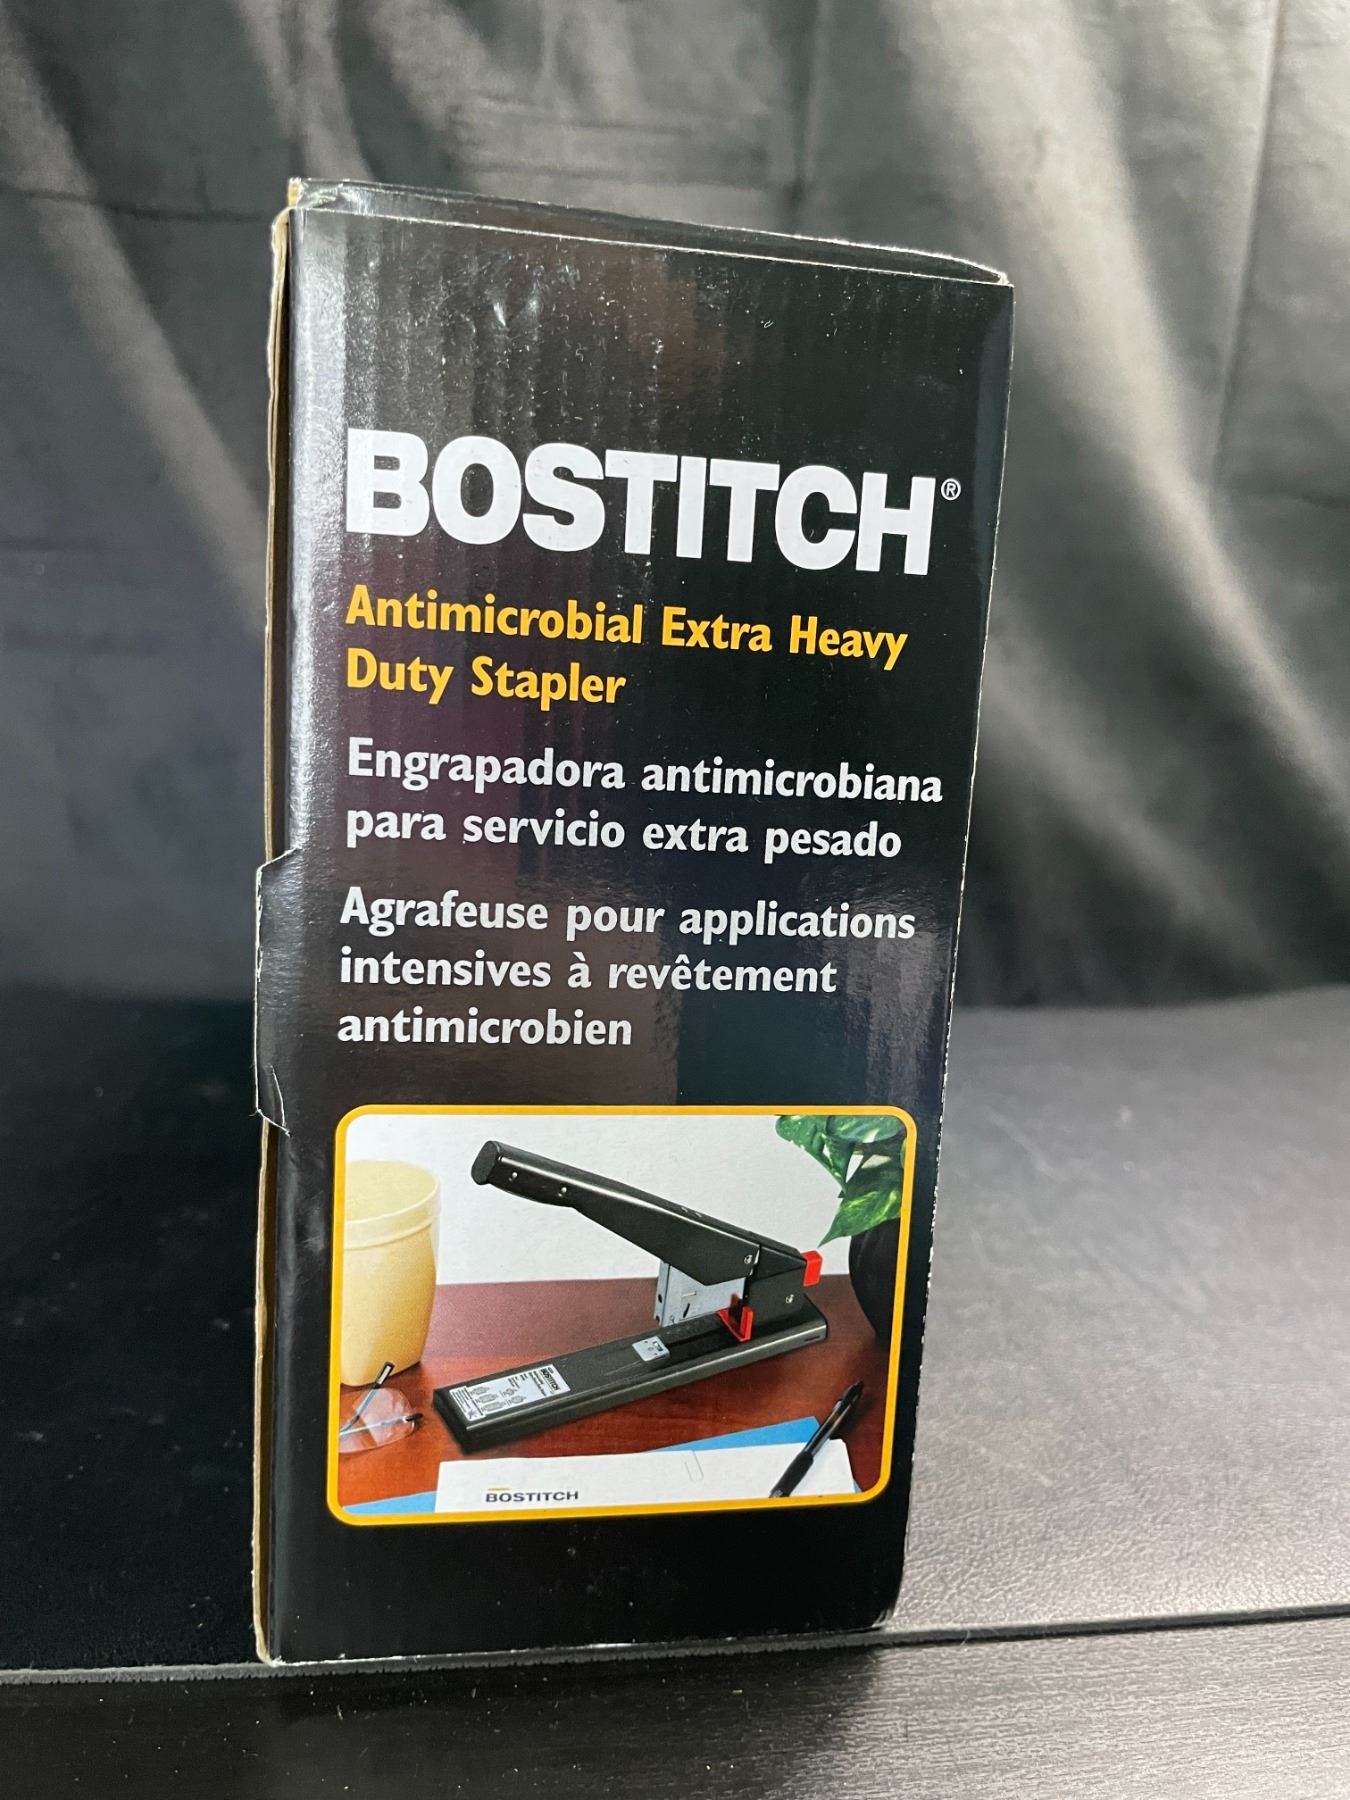 BOSTITCH®
Antimicrobial Extra Heavy
Duty Stapler
Engrapadora antimicrobiana
para servicio extra pesado
Agrafeuse pour applications
intensives à revêtement
antimicrobien
BOSTITCH
BOSTITCH